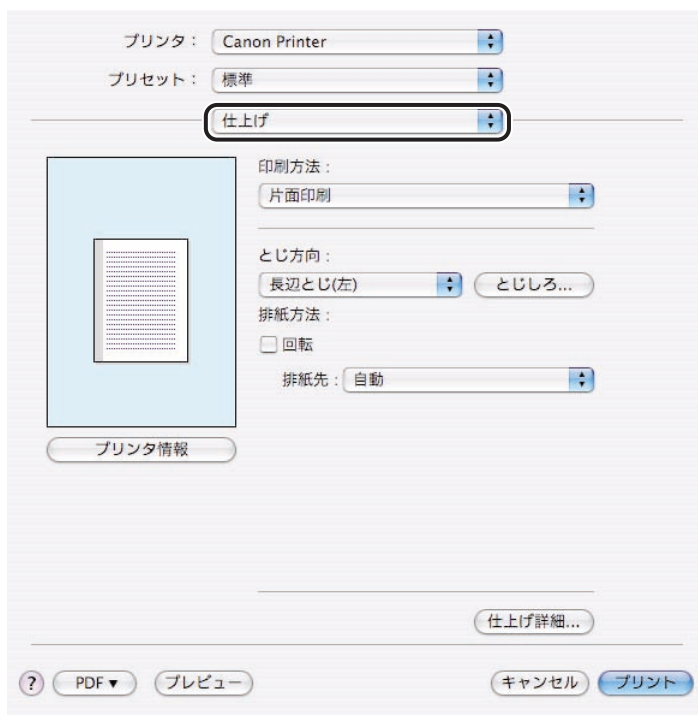 プリンタ： Canon Printer
プリセット： 標準
仕上げ
印刷方法：
片面印刷
とじ方向：
長辺とじ(左) とじしろ...
排紙方法：
回転
排紙先： 自動
プリンタ情報
仕上げ詳細...
? PDF▼ プレビュー キャンセル プリント